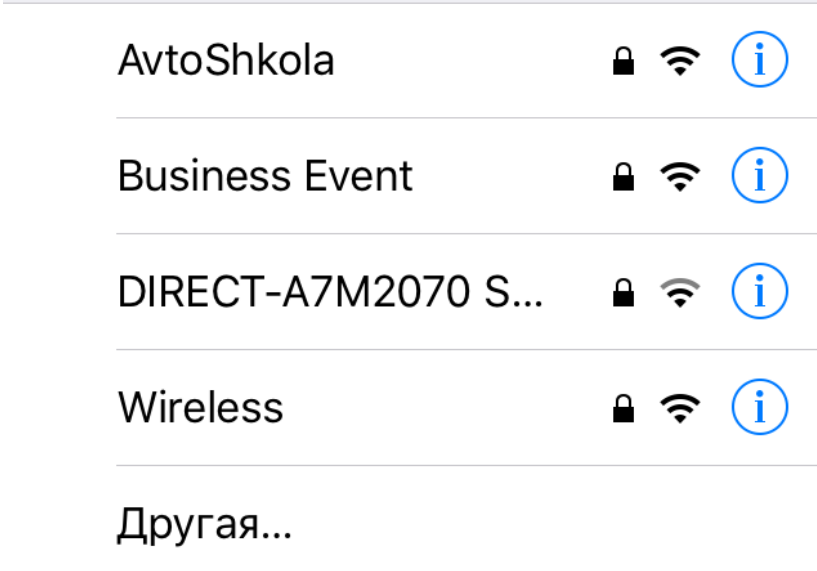 AvtoShkola
Business Event
DIRECT-A7M2070 S...
Wireless
Другая...